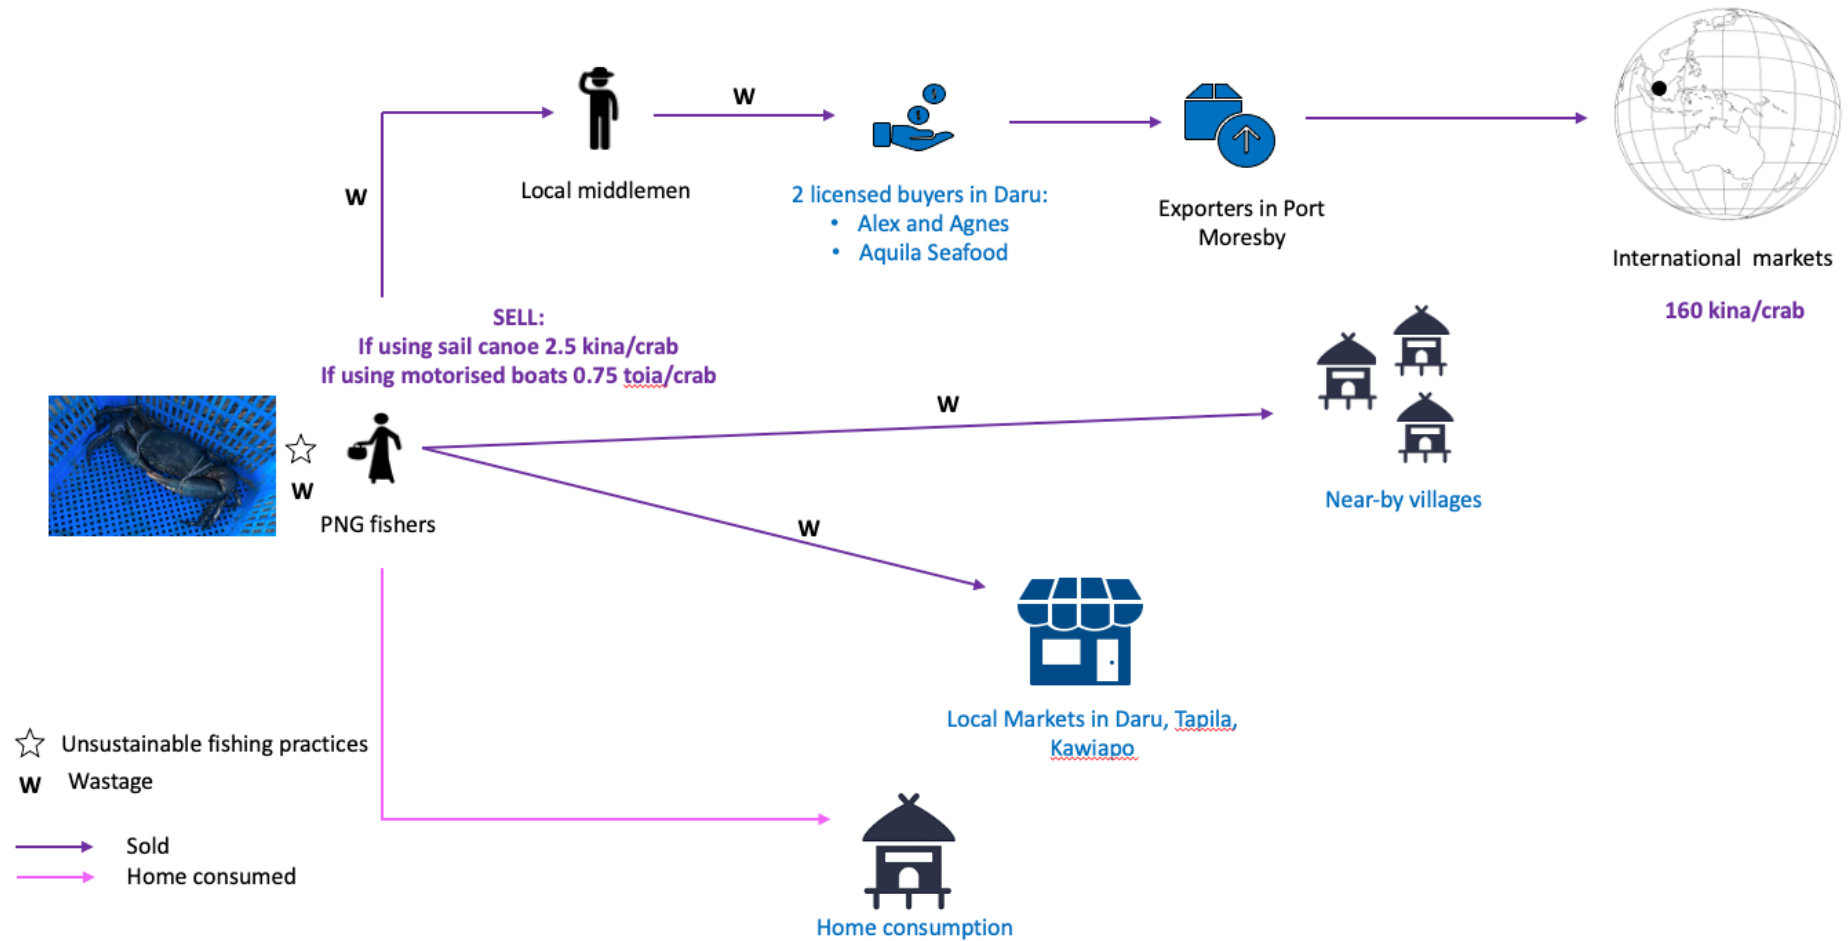 W
Local middlemen
W
2 licensed buyers in Daru:
• Alex and Agnes
• Aquila Seafood
Exporters in Port
Moresby
International markets
160 kina/crab
SELL:
If using sail canoe 2.5 kina/crab
If using motorised boats 0.75 toia/crab
W
PNG fishers
W
Near-by villages
W
Local Markets in Daru, Tapila,
Kawiapo
Home consumption
Unsustainable fishing practices
W Wastage
Sold
Home consumed